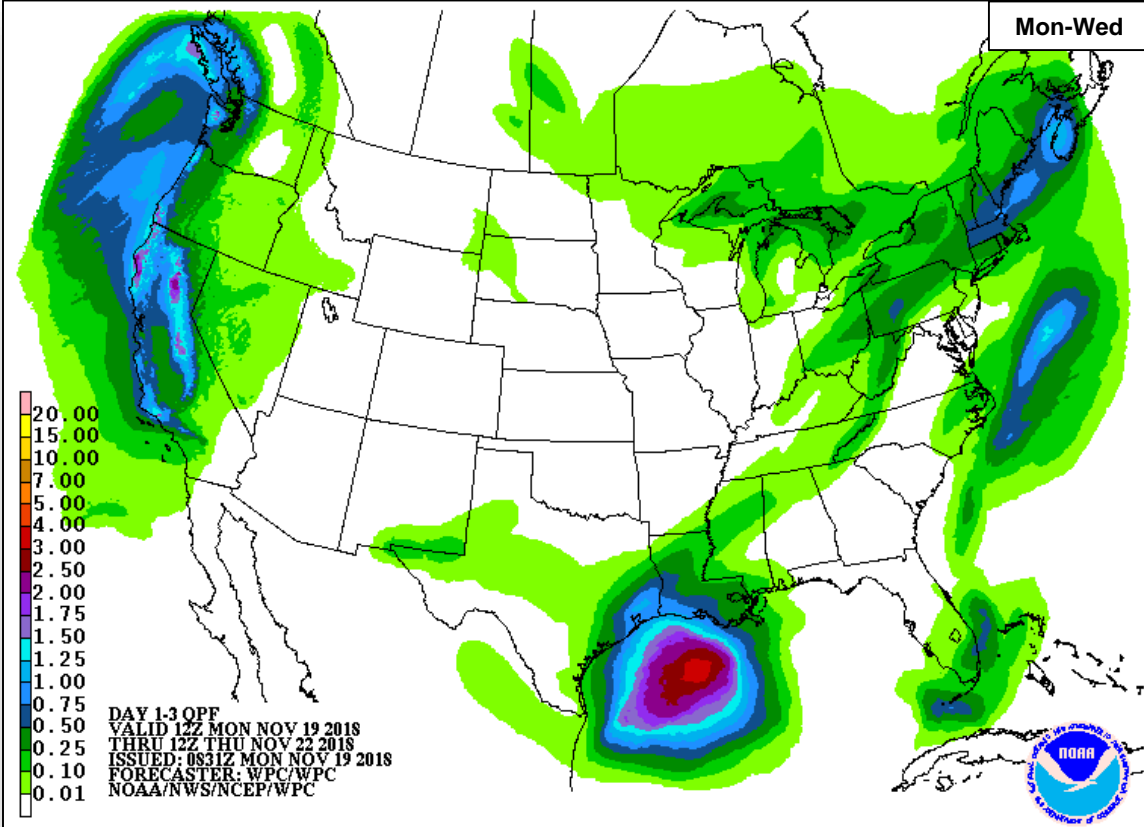 Mon-Wed
20.00
15.00
10.00
7.00
5.00
4.00
3.00
2.50
2.00
1.75
1.50
1.25
1.00
0.75
0.50
0.25
0.10
0.01
DAY 1-3 QPF
VALID 12Z MON NOV 19 2018
THRU 12Z THU NOV 22 2018
ISSUED: 0831Z MON NOV 19 2018
FORECASTER: WPC/WPC
NOAA/NWS/NCEP/WPC
NOAA